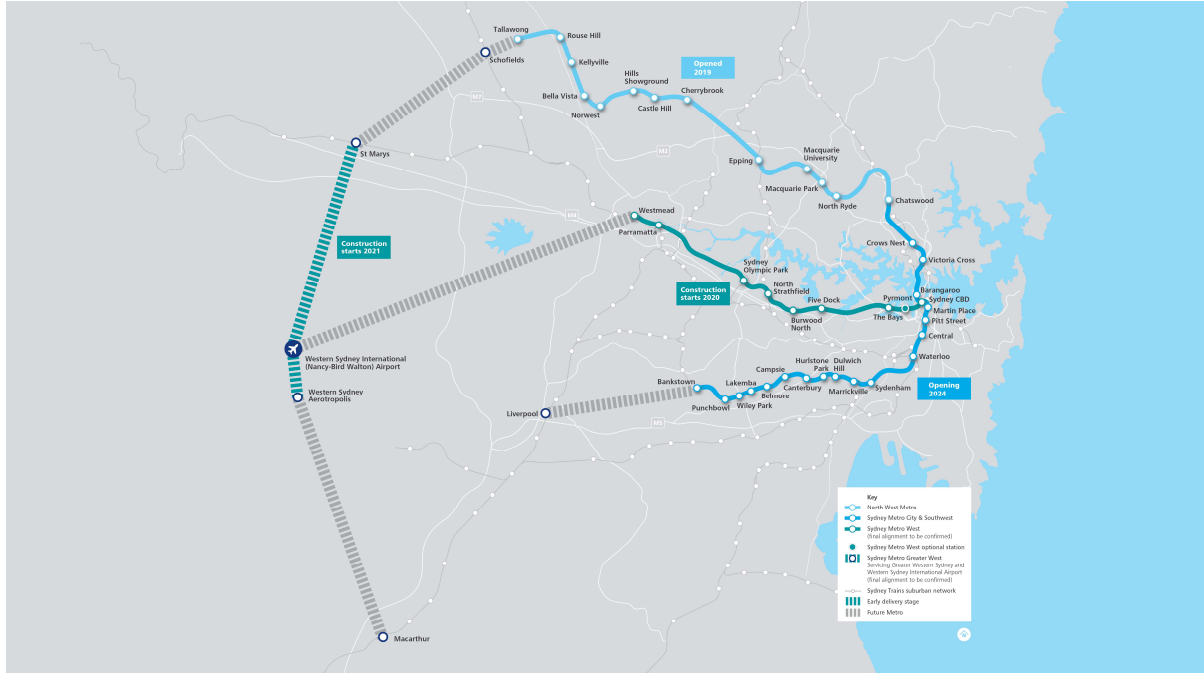 Tallawong
Rouse Hill
Schofields
Kellyville
Opened
2019
Hills
Showground
Bella Vista
Cherrybrook
M7
Castle Hill
Norwest
St Marys
M2
Macquarie
University
Epping
Macquarie Park
North Ryde
Chatswood
Westmead
M4
Parramatta
Construction
starts 2021
Crows Nest
Victoria Cross
Sydney
Olympic Park
Construction
starts 2020
North
Strathfield
Barangaroo
Pyrmont
Sydney CBD
Five Dock
Martin Place
The Bays
Pitt Street
Burwood
North
Central
Western Sydney International
(Nancy-Bird Walton) Airport
Waterloo
Hurlstone
Park
Dulwich
Hill
Campsie
Bankstown
Lakemba
Belmore
Canterbury
Marrickville
Sydenham
Opening
2024
Western Sydney
Aerotropolis
Punchbowl
Wiley Park
Liverpool
M5
Macarthur
Key
North West Metro
Sydney Metro City & Southwest
Sydney Metro West
(final alignment to be confirmed)
Sydney Metro West optional station
Sydney Metro Greater West
Servicing Greater Western Sydney and
Western Sydney International Airport
(final alignment to be confirmed)
Sydney Trains suburban network
Early delivery stage
Future Metro